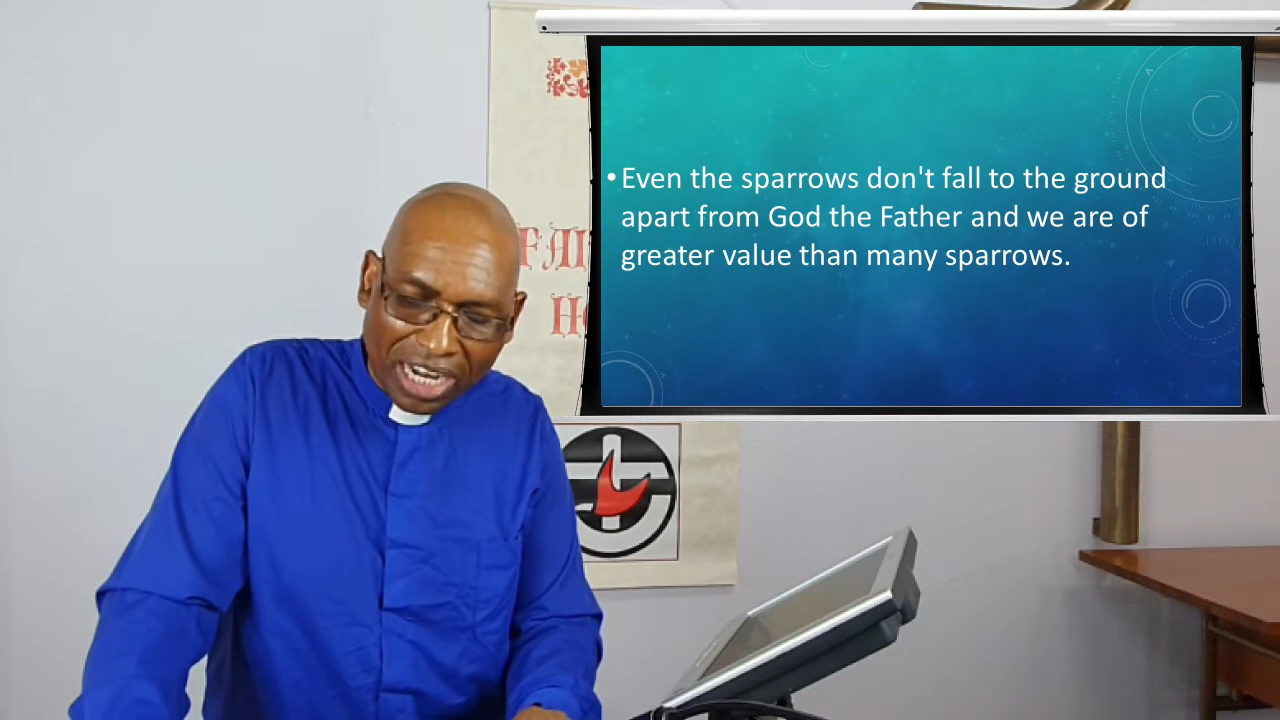 • Even the sparrows don't fall to the ground
apart from God the Father and we are of
greater value than many sparrows.